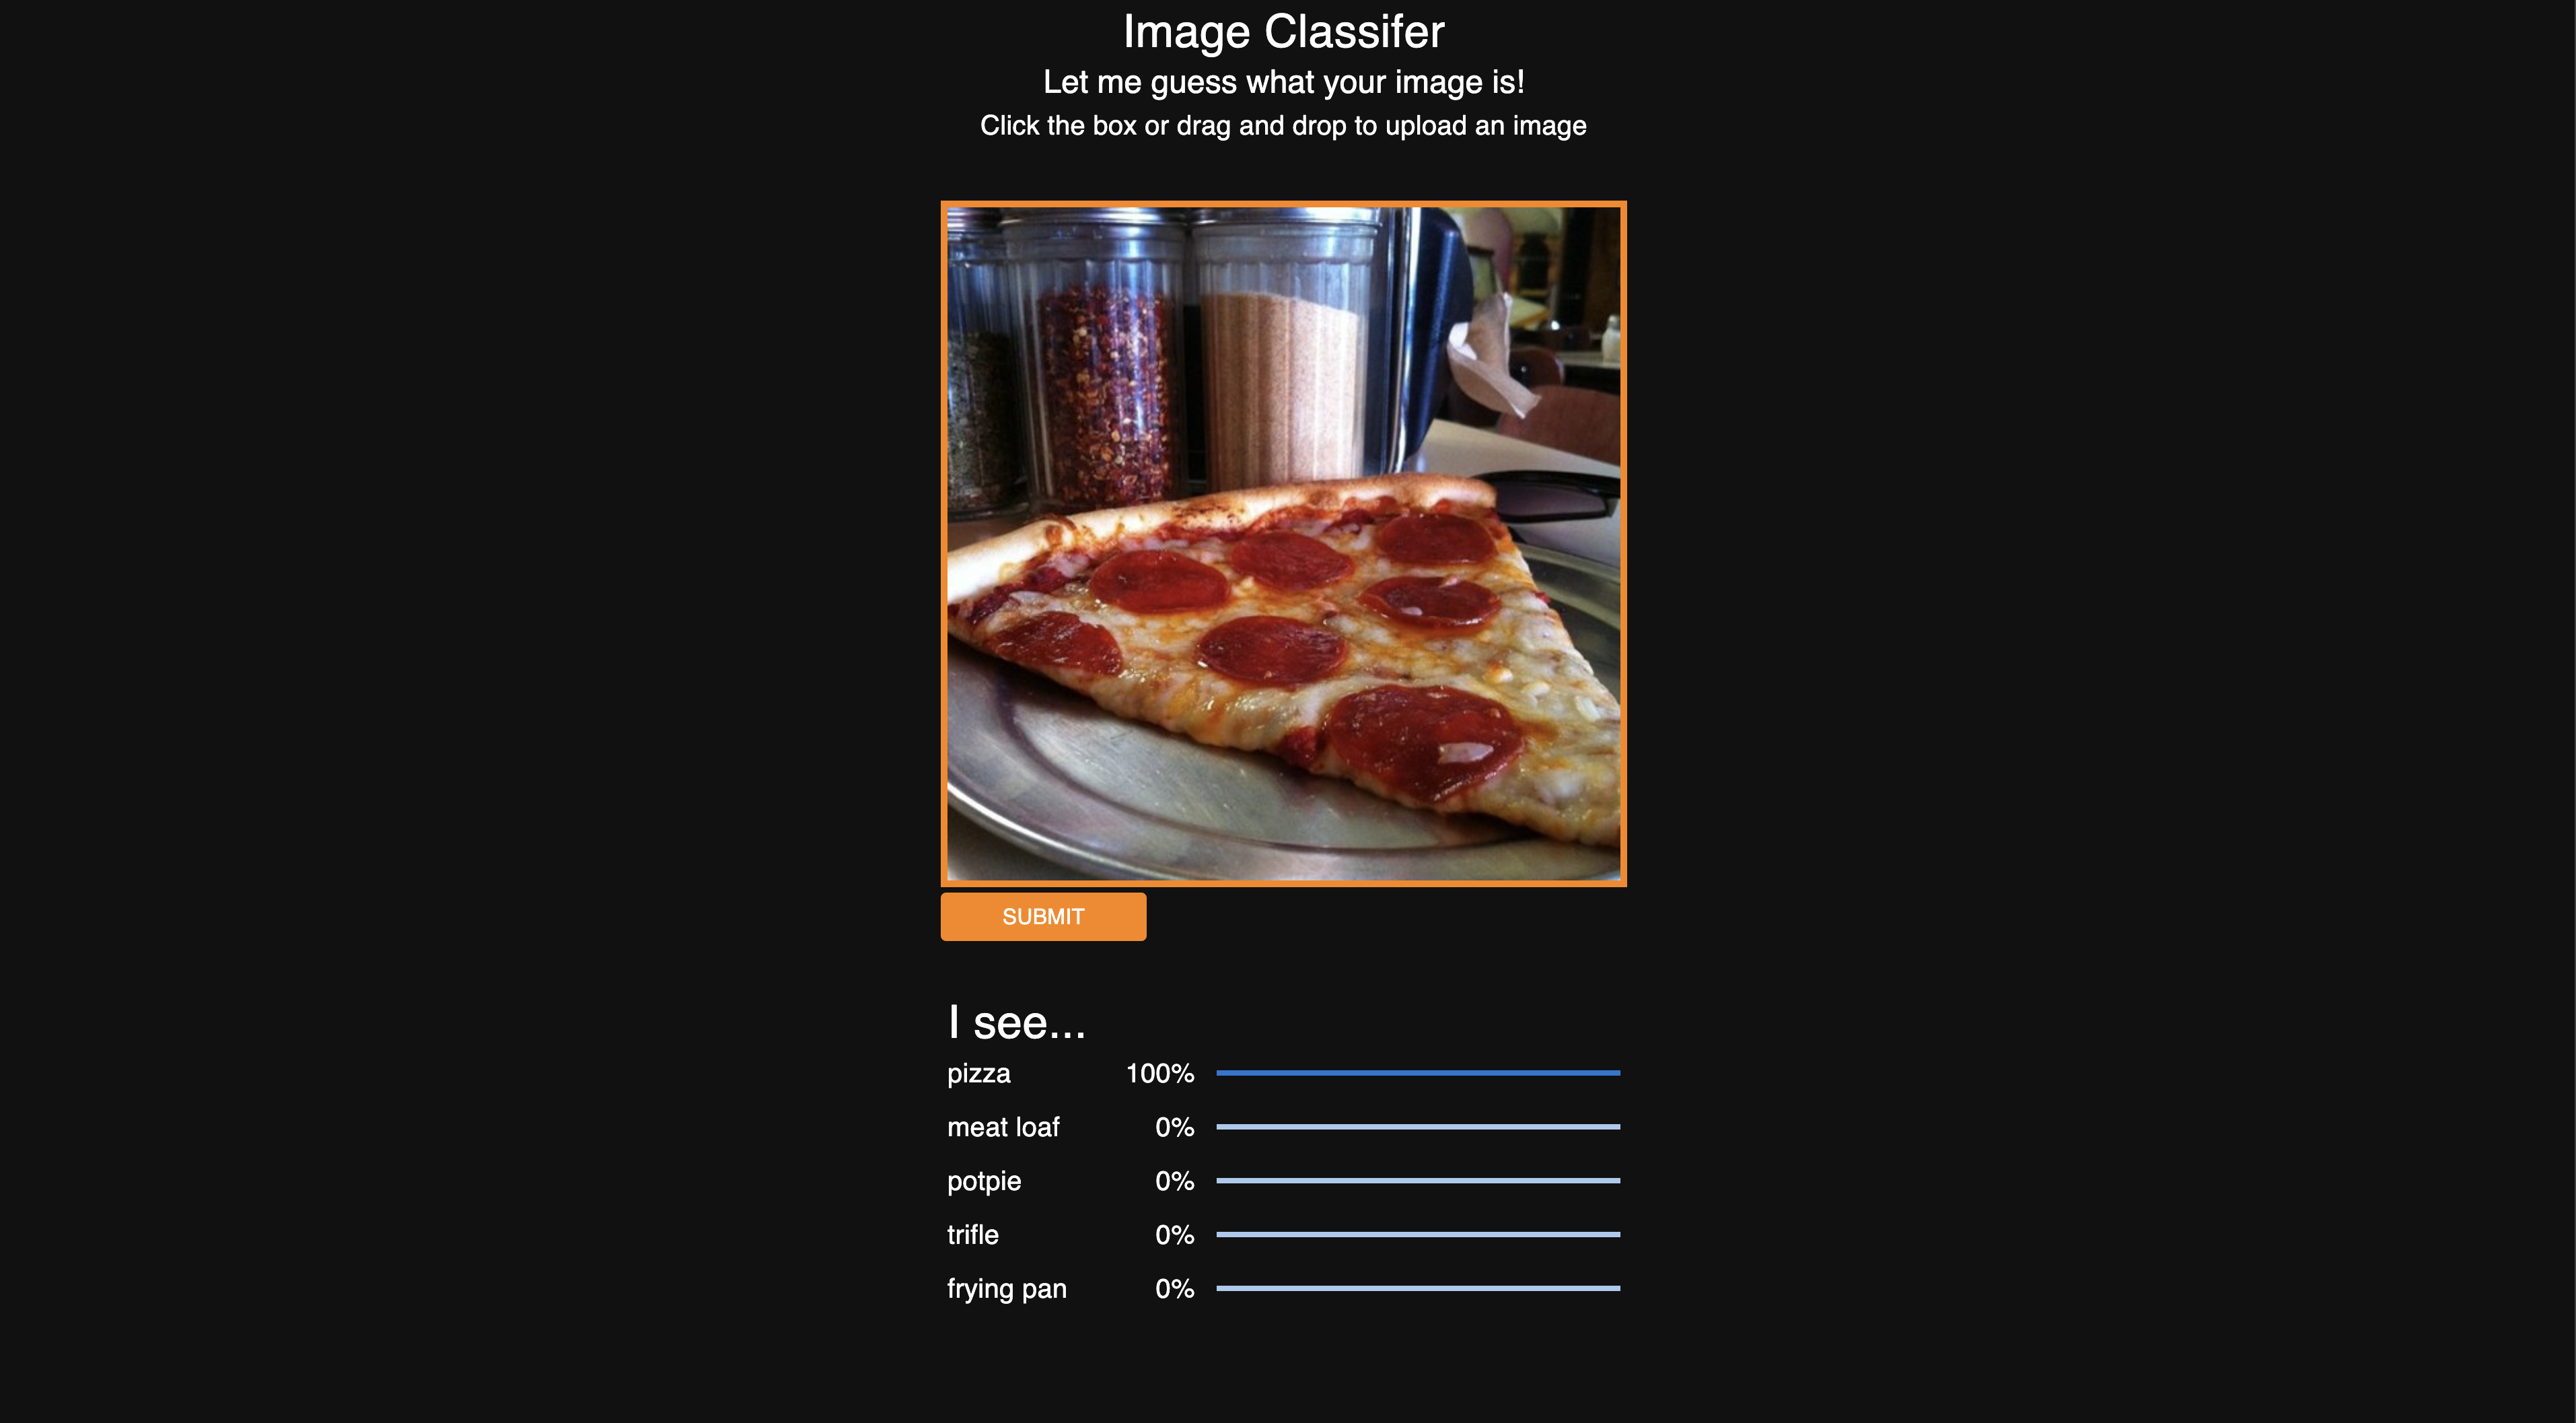 Image Classifer
Let me guess what your image is!
Click the box or drag and drop to upload an image
SUBMIT
I see...
pizza 100%
meat loaf 0%
potpie 0%
trifle 0%
frying pan 0%